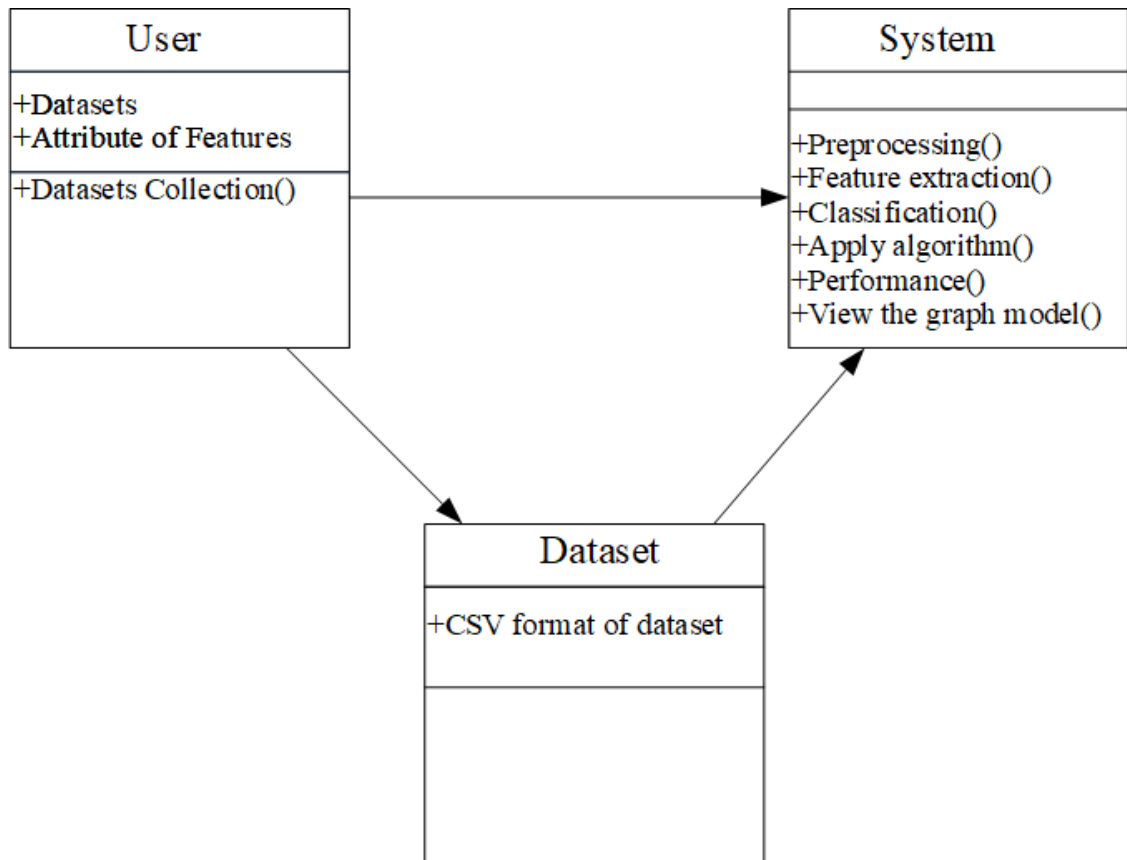 User
+Datasets
+Attribute of Features
+Datasets Collection()
System
+Preprocessing()
+Feature extraction()
+Classification()
+Apply algorithm()
+Performance()
+View the graph model()
Dataset
+CSV format of dataset